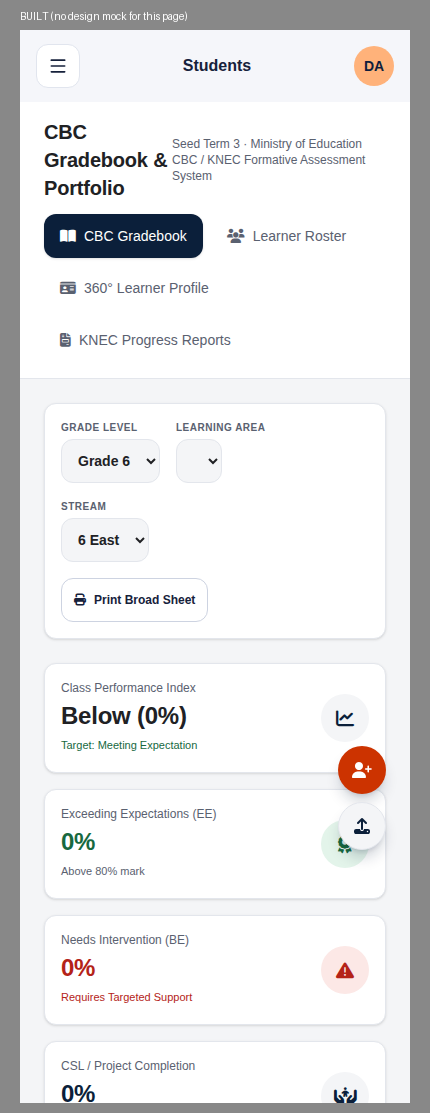 BUILT (no design mock for this page)
Students
DA
CBC
Gradebook &
Portfolio
Seed Term 3 · Ministry of Education
CBC / KNEC Formative Assessment
System
CBC Gradebook
Learner Roster
360° Learner Profile
KNEC Progress Reports
GRADE LEVEL
LEARNING AREA
Grade 6
STREAM
6 East
Print Broad Sheet
Class Performance Index
Below (0%)
Target: Meeting Expectation
Exceeding Expectations (EE)
0%
Above 80% mark
Needs Intervention (BE)
0%
Requires Targeted Support
CSL / Project Completion
0%